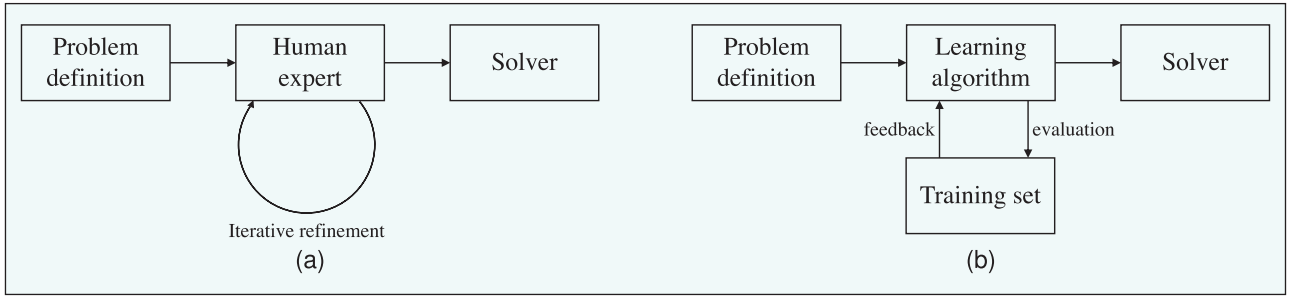 Problem
definition
Human
expert
Solver
Iterative refinement
(a)
Problem
definition
Learning
algorithm
Solver
feedback
evaluation
Training set
(b)